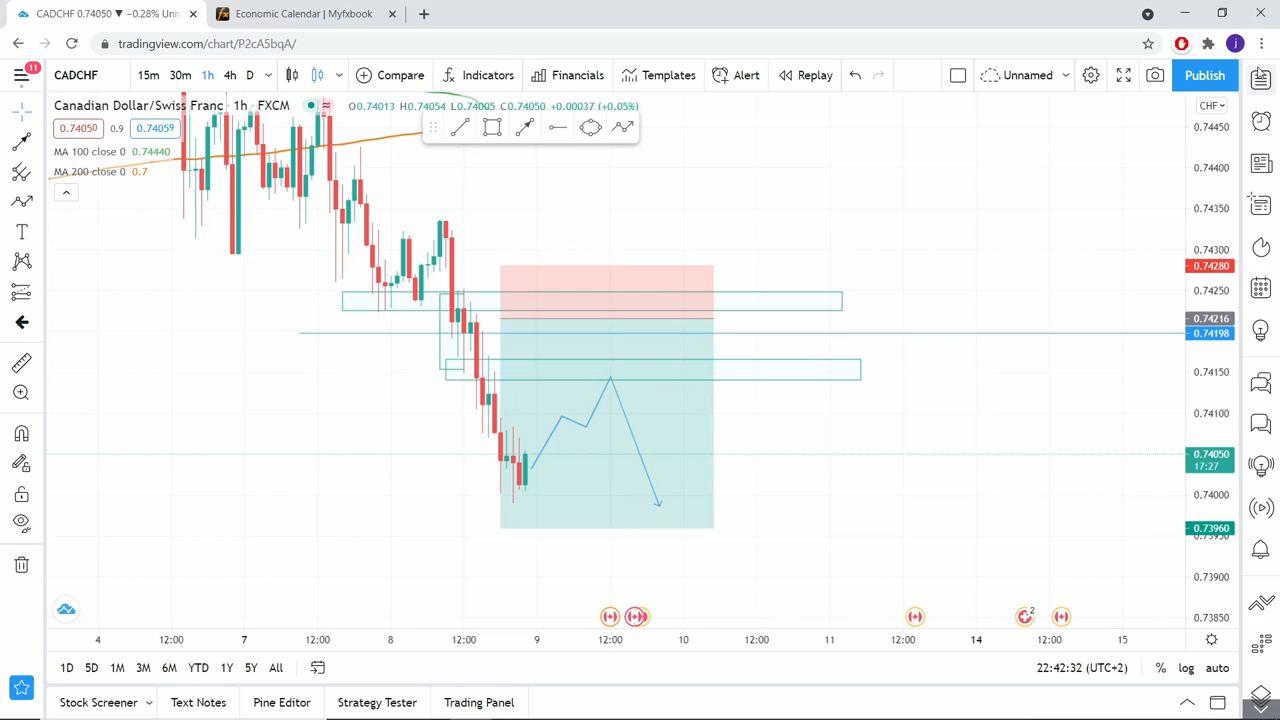 CADCHF 0.74050 ▼ −0.28% Unna
Economic Calendar | Myfxbook
tradingview.com/chart/P2cA5bqA/
j
11
CADCHF
15m 30m 1h 4h D
Compare
Indicators
Financials
Templates
Alert
Replay
Unnamed
Publish
Canadian Dollar/Swiss Franc · 1h · FXCM
O0.74013 H0.74054 L0.74005 C0.74050 +0.00037 (+0.05%)
CHF
0.74050 0.9 0.74059
MA 100 close 0 0.74440
MA 200 close 0 0.7
0.74450
0.74400
0.74350
0.74300
0.74280
0.74250
0.74216
0.74198
0.74150
0.74100
0.74050
17:27
0.74000
0.73960
0.73950
0.73900
0.73850
2
4 12:00 7 12:00 8 12:00 9 12:00 10 12:00 11 12:00 14 12:00 15
1D 5D 1M 3M 6M YTD 1Y 5Y All
22:42:32 (UTC+2)
% log auto
Stock Screener
Text Notes
Pine Editor
Strategy Tester
Trading Panel